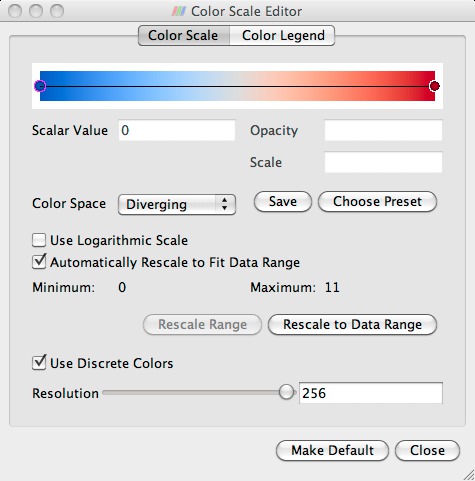 Color Scale Editor
Color Scale Color Legend
Scalar Value 0 Opacity
Scale
Color Space Diverging Save Choose Preset
Use Logarithmic Scale
Automatically Rescale to Fit Data Range
Minimum: 0 Maximum: 11
Rescale Range Rescale to Data Range
Use Discrete Colors
Resolution 256
Make Default Close